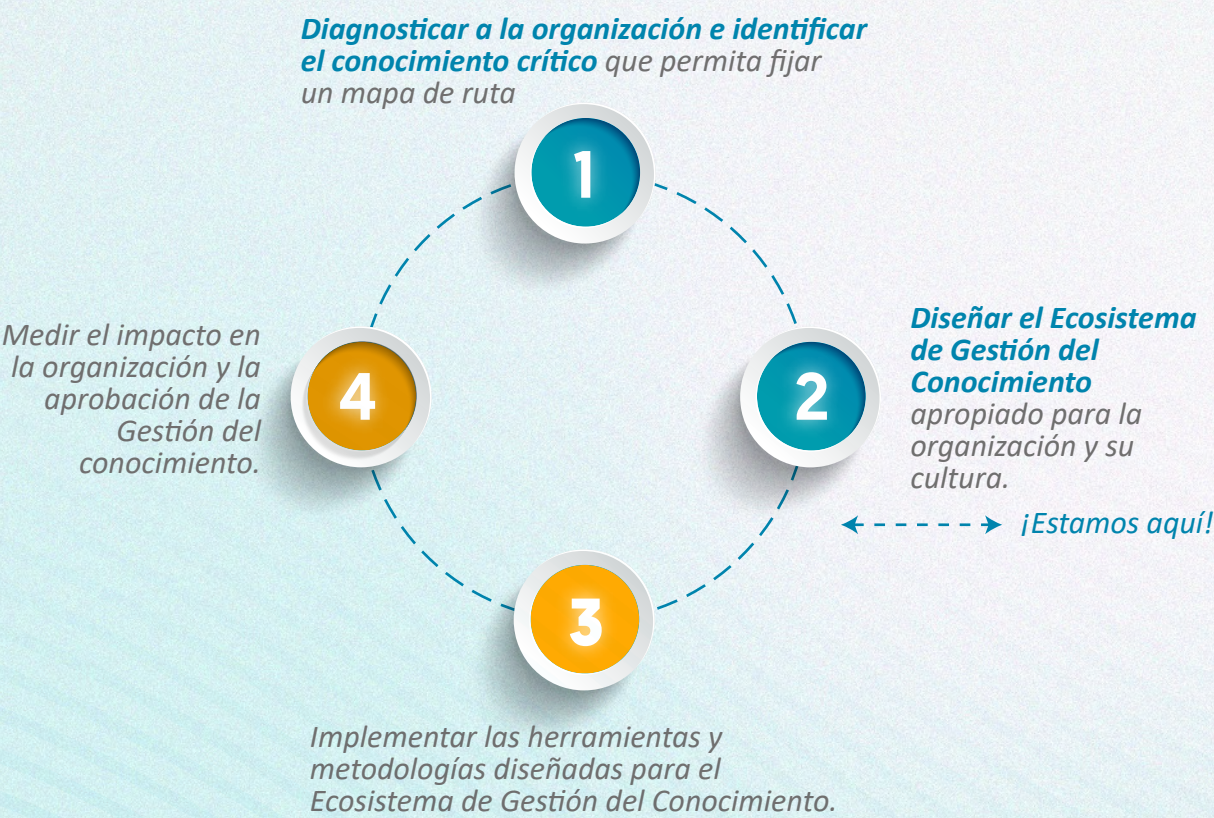 Diagnosticar a la organización e identificar
el conocimiento crítico que permita fijar
un mapa de ruta
1
2
Diseñar el Ecosistema
de Gestión del
Conocimiento
apropiado para la
organización y su
cultura.
¡Estamos aquí!
3
Implementar las herramientas y
metodologías diseñadas para el
Ecosistema de Gestión del Conocimiento.
4
Medir el impacto en
la organización y la
aprobación de la
Gestión del
conocimiento.